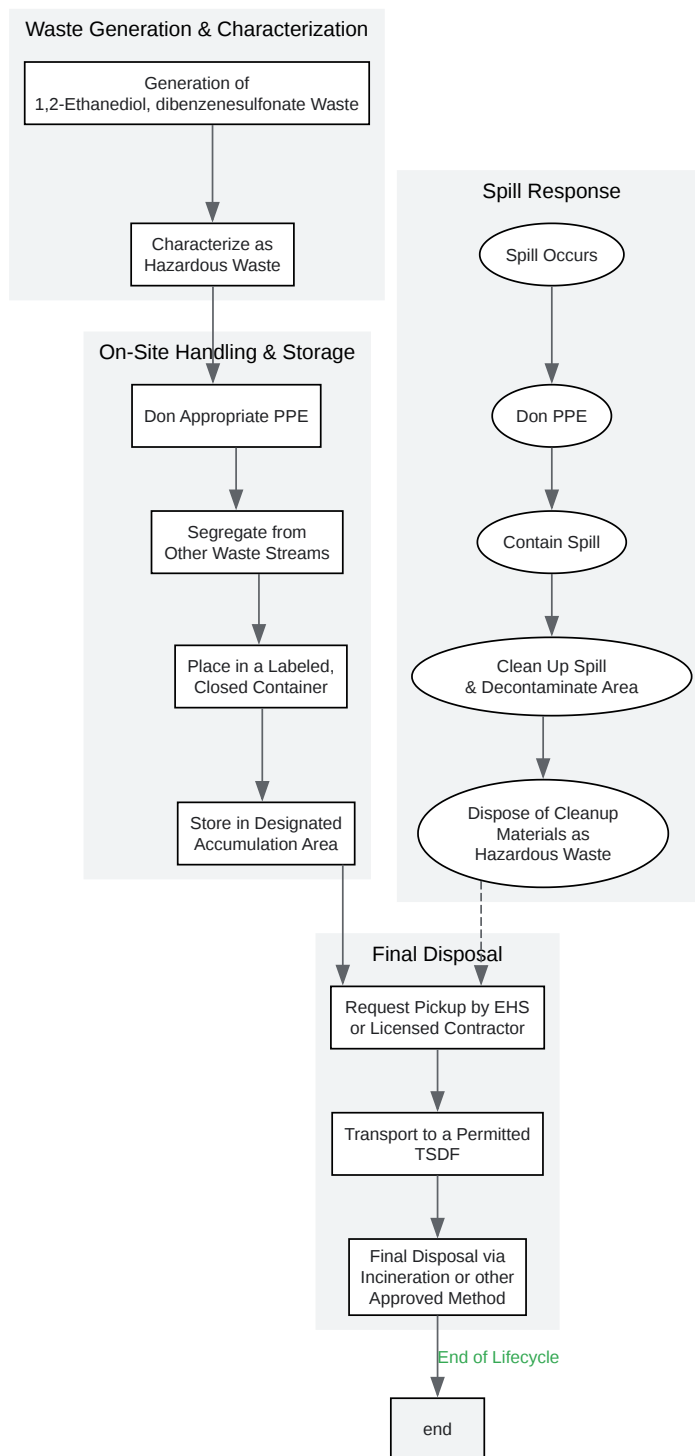 Waste Generation & Characterization
Generation of
1,2-Ethanediol, dibenzenesulfonate Waste
Characterize as
Hazardous Waste
On-Site Handling & Storage
Don Appropriate PPE
Segregate from
Other Waste Streams
Place in a Labeled,
Closed Container
Store in Designated
Accumulation Area
Spill Response
Spill Occurs
Don PPE
Contain Spill
Clean Up Spill
& Decontaminate Area
Dispose of Cleanup
Materials as
Hazardous Waste
Final Disposal
Request Pickup by EHS
or Licensed Contractor
Transport to a Permitted
TSDF
Final Disposal via
Incineration or other
Approved Method
End of Lifecycle
end